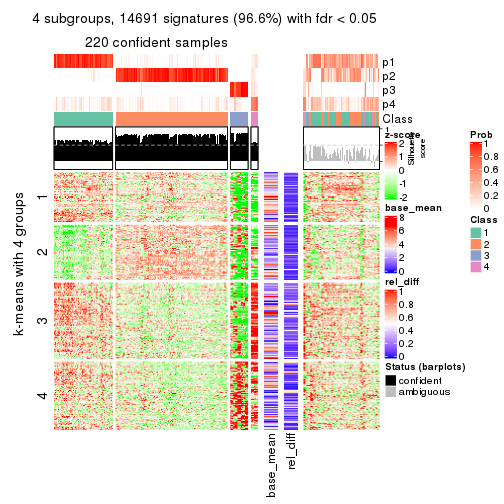 4 subgroups, 14691 signatures (96.6%) with fdr < 0.05
220 confident samples
p1
p2
p3
p4
Class
1
Silhouette
score
k-means with 4 groups
1
2
3
4
base_mean
rel_diff
z-score
2
1
0
-1
-2
base_mean
8
6
4
2
0
rel_diff
1
0.8
0.6
0.4
0.2
0
Status (barplots)
confident
ambiguous
Prob
1
0.8
0.6
0.4
0.2
0
Class
1
2
3
4